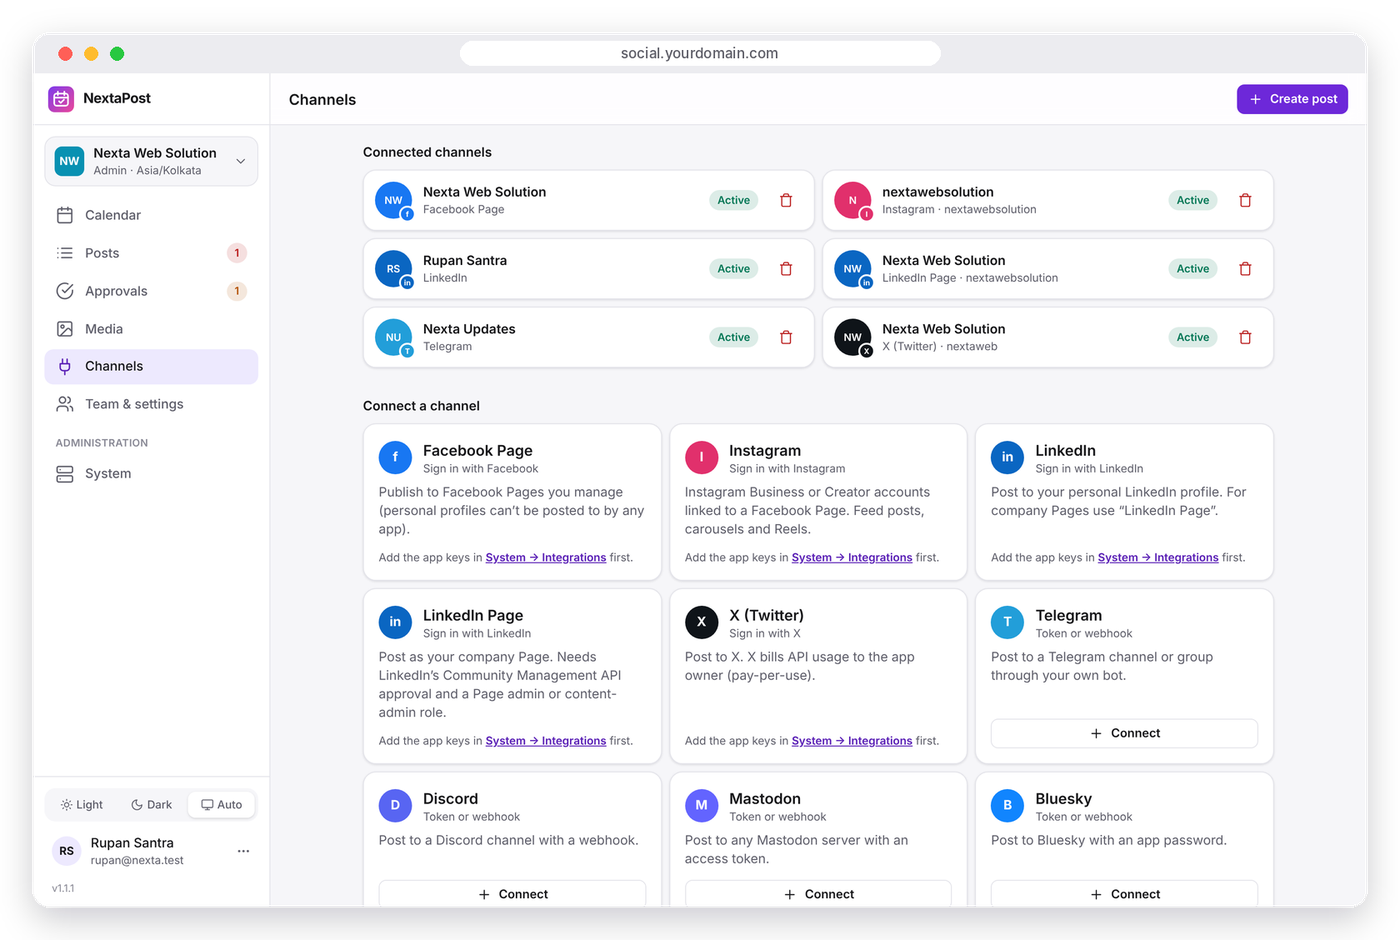 social.yourdomain.com
NextaPost
Channels
+ Create post
NW
Nexta Web Solution
Admin · Asia/Kolkata
Calendar
Posts
1
Approvals
1
Media
Channels
Team & settings
ADMINISTRATION
System
Light
Dark
Auto
RS
Rupan Santra
rupan@nexta.test
v1.1.1
Connected channels
NW
f
Nexta Web Solution
Facebook Page
Active
N
I
nextawebsolution
Instagram · nextawebsolution
Active
RS
in
Rupan Santra
LinkedIn
Active
NW
in
Nexta Web Solution
LinkedIn Page · nextawebsolution
Active
NU
T
Nexta Updates
Telegram
Active
NW
X
Nexta Web Solution
X (Twitter) · nextaweb
Active
Connect a channel
f
Facebook Page
Sign in with Facebook
Publish to Facebook Pages you manage
(personal profiles can’t be posted to by any
app).
Add the app keys in System → Integrations first.
I
Instagram
Sign in with Instagram
Instagram Business or Creator accounts
linked to a Facebook Page. Feed posts,
carousels and Reels.
Add the app keys in System → Integrations first.
in
LinkedIn
Sign in with LinkedIn
Post to your personal LinkedIn profile. For
company Pages use “LinkedIn Page”.
Add the app keys in System → Integrations first.
in
LinkedIn Page
Sign in with LinkedIn
Post as your company Page. Needs
LinkedIn’s Community Management API
approval and a Page admin or content-
admin role.
Add the app keys in System → Integrations first.
X
X (Twitter)
Sign in with X
Post to X. X bills API usage to the app
owner (pay-per-use).
Add the app keys in System → Integrations first.
T
Telegram
Token or webhook
Post to a Telegram channel or group
through your own bot.
+ Connect
D
Discord
Token or webhook
Post to a Discord channel with a webhook.
+ Connect
M
Mastodon
Token or webhook
Post to any Mastodon server with an
access token.
+ Connect
B
Bluesky
Token or webhook
Post to Bluesky with an app password.
+ Connect